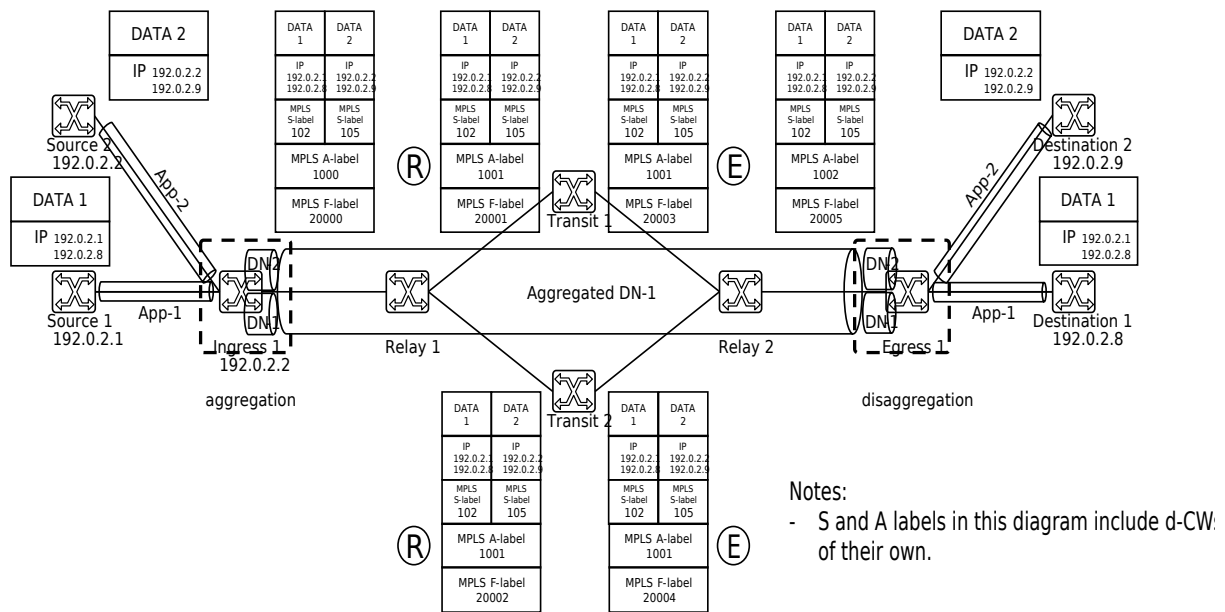 DATA 2
IP 192.0.2.2
192.0.2.9
Source 2
192.0.2.2
App-2
DATA 1
IP 192.0.2.1
192.0.2.8
Source 1
192.0.2.1
App-1
DN-2
DN-1
Ingress 1
192.0.2.2
aggregation
DATA DATA
1 2
IP IP
192.0.2.1 192.0.2.2
192.0.2.8 192.0.2.9
MPLS MPLS
S-label S-label
102 105
MPLS A-label
1000
MPLS F-label
20000
R
DATA DATA
1 2
IP IP
192.0.2.1 192.0.2.2
192.0.2.8 192.0.2.9
MPLS MPLS
S-label S-label
102 105
MPLS A-label
1001
MPLS F-label
20001
DATA DATA
1 2
IP IP
192.0.2.1 192.0.2.2
192.0.2.8 192.0.2.9
MPLS MPLS
S-label S-label
102 105
MPLS A-label
1001
MPLS F-label
20003
E
DATA DATA
1 2
IP IP
192.0.2.1 192.0.2.2
192.0.2.8 192.0.2.9
MPLS MPLS
S-label S-label
102 105
MPLS A-label
1002
MPLS F-label
20005
Transit 1
Aggregated DN-1
Relay 1
Relay 2
Transit 2
DATA 2
IP 192.0.2.2
192.0.2.9
Destination 2
192.0.2.9
App-2
DATA 1
IP 192.0.2.1
192.0.2.8
DN-2
DN-1
App-1
Destination 1
192.0.2.8
Egress 1
disaggregation
R
DATA DATA
1 2
IP IP
192.0.2.1 192.0.2.2
192.0.2.8 192.0.2.9
MPLS MPLS
S-label S-label
102 105
MPLS A-label
1001
MPLS F-label
20002
DATA DATA
1 2
IP IP
192.0.2.1 192.0.2.2
192.0.2.8 192.0.2.9
MPLS MPLS
S-label S-label
102 105
MPLS A-label
1001
MPLS F-label
20004
E
Notes:
- S and A labels in this diagram include d-CWs
of their own.